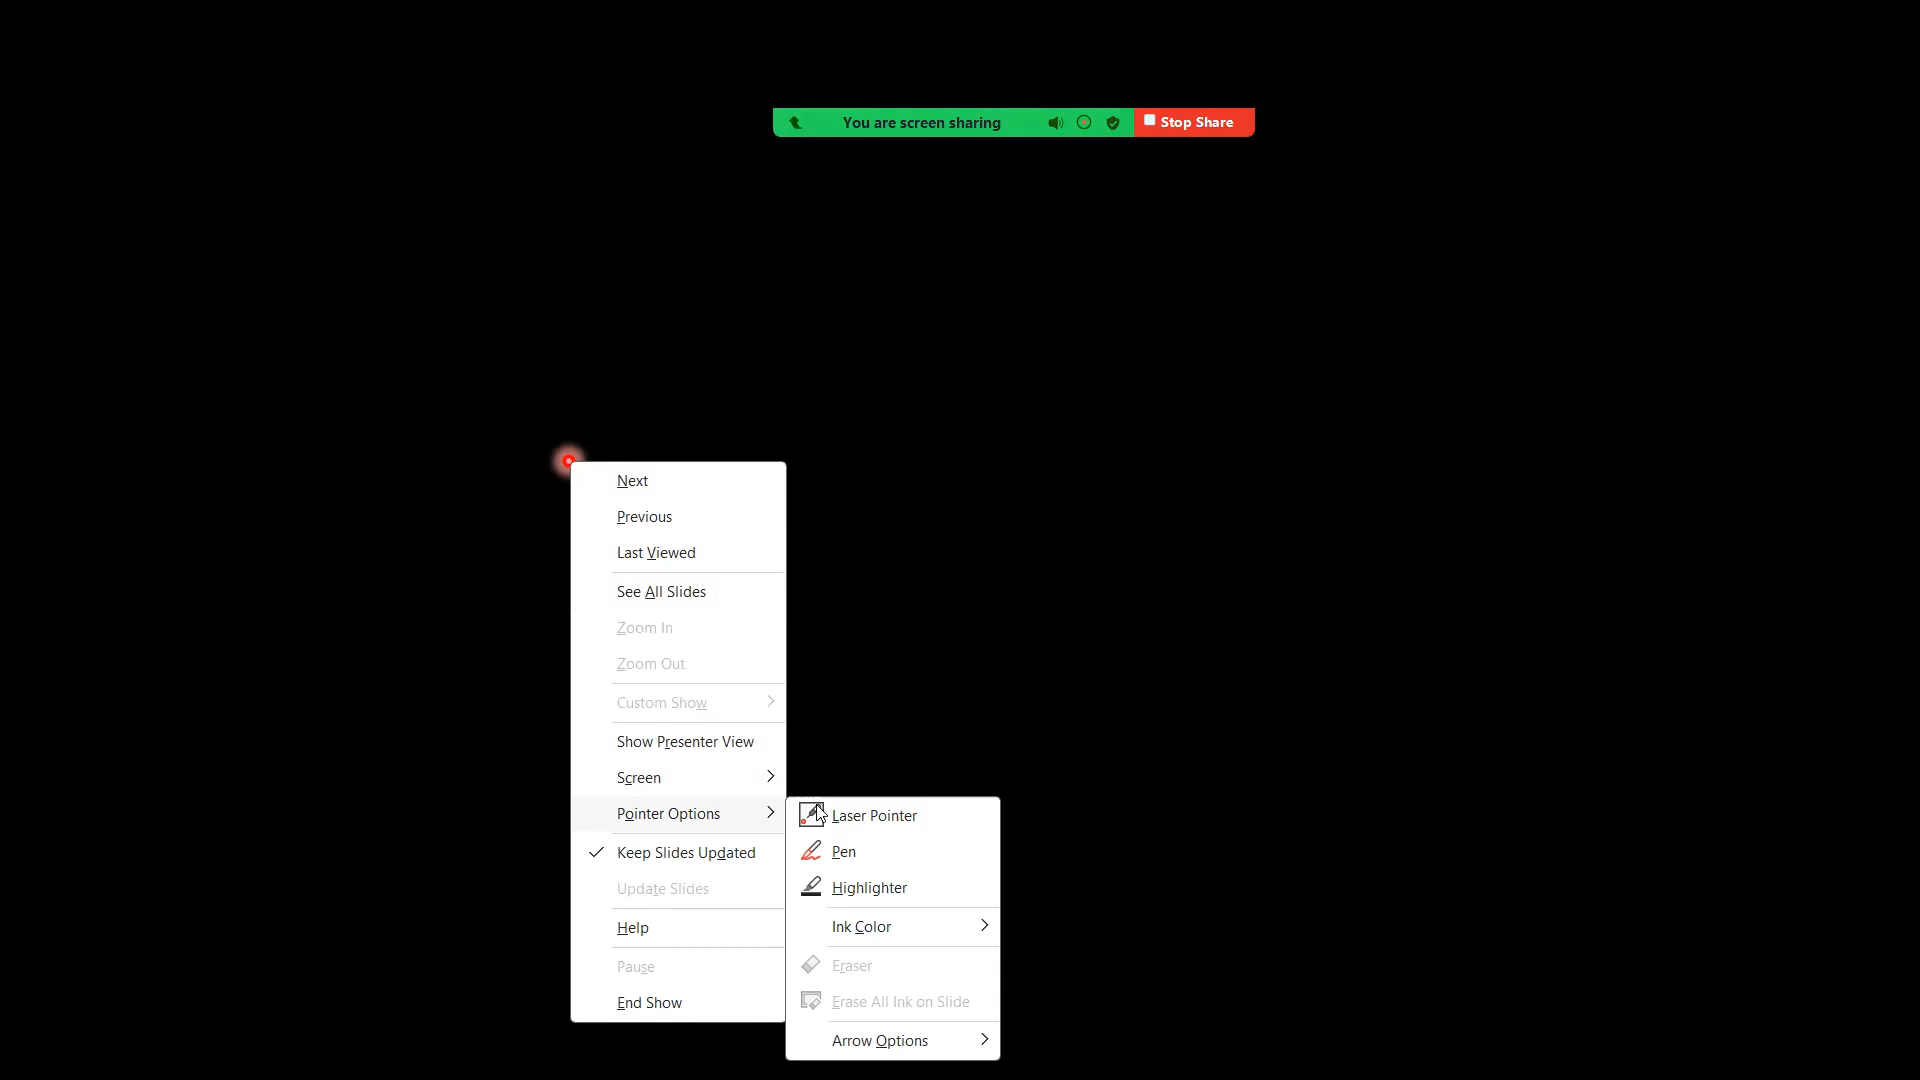 You are screen sharing
Stop Share
Next
Previous
Last Viewed
See All Slides
Zoom In
Zoom Out
Custom Show
Show Presenter View
Screen
Pointer Options
Keep Slides Updated
Update Slides
Help
Pause
End Show
Laser Pointer
Pen
Highlighter
Ink Color
Eraser
Erase All Ink on Slide
Arrow Options